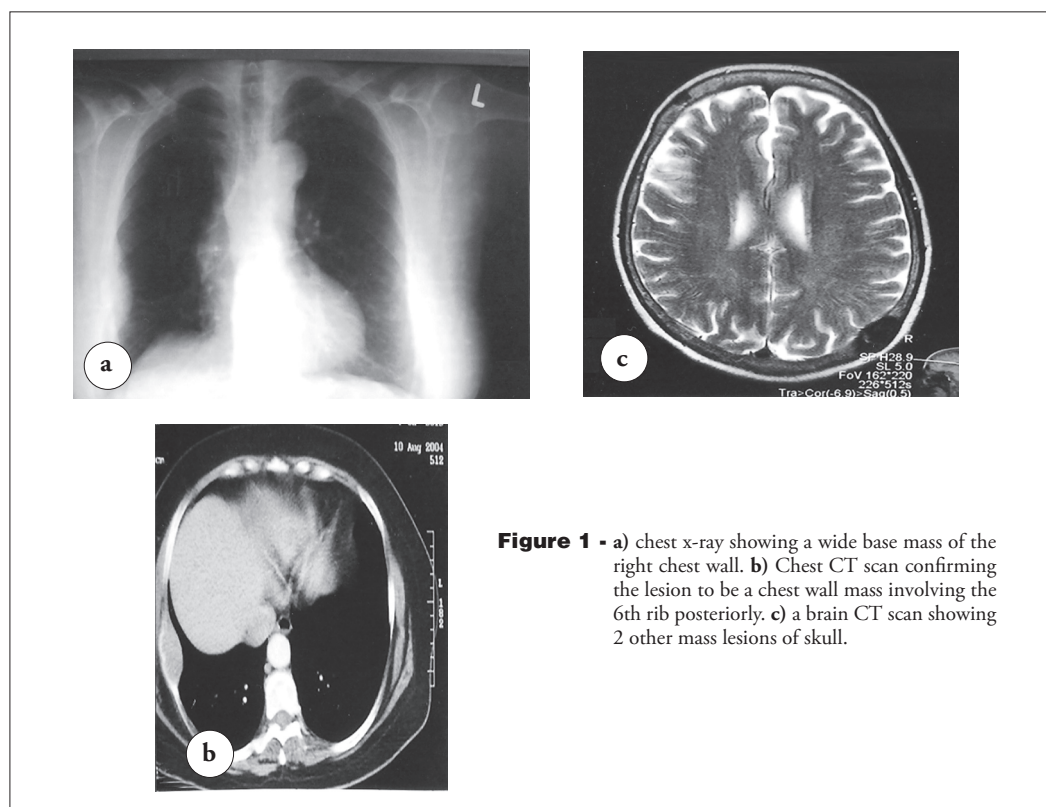 L
a
R
SP H28.9
SL 5.0
FoV 162*220
226*512s
Tra>Cor(-6.9)>Sag(0.5)
c
10 Aug 2004
512
b
Figure 1 - a) chest x-ray showing a wide base mass of the
right chest wall. b) Chest CT scan confirming
the lesion to be a chest wall mass involving the
6th rib posteriorly. c) a brain CT scan showing
2 other mass lesions of skull.